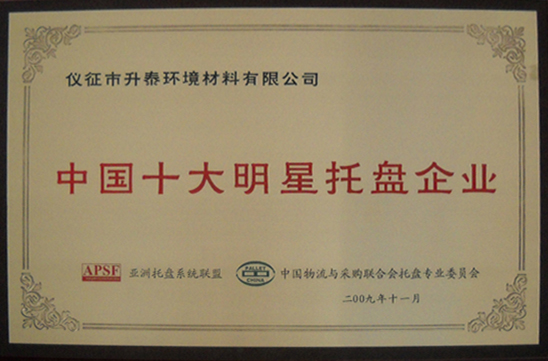 仪征市升泰环境材料有限公司
中国十大明星托盘企业
APSF 亚洲托盘系统联盟 PALLET CHINA 中国物流与采购联合会托盘专业委员会
二00九年十一月